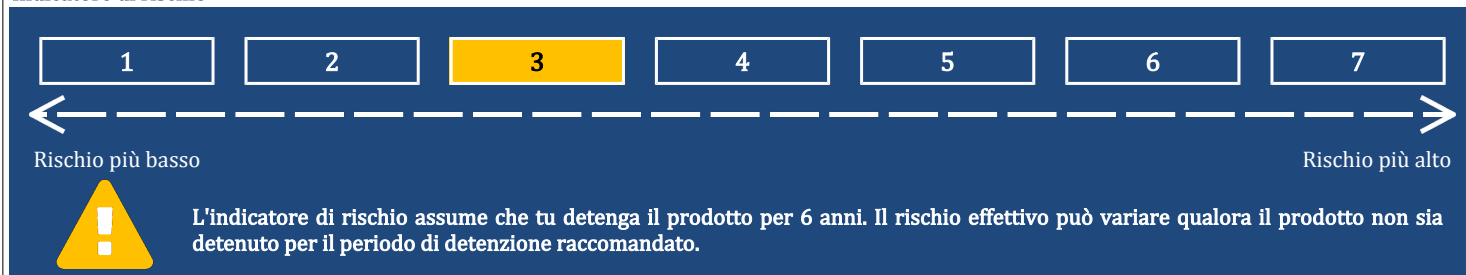 1 2 3 4 5 6 7
Rischio più basso Rischio più alto
!
L'indicatore di rischio assume che tu detenga il prodotto per 6 anni. Il rischio effettivo può variare qualora il prodotto non sia
detenuto per il periodo di detenzione raccomandato.